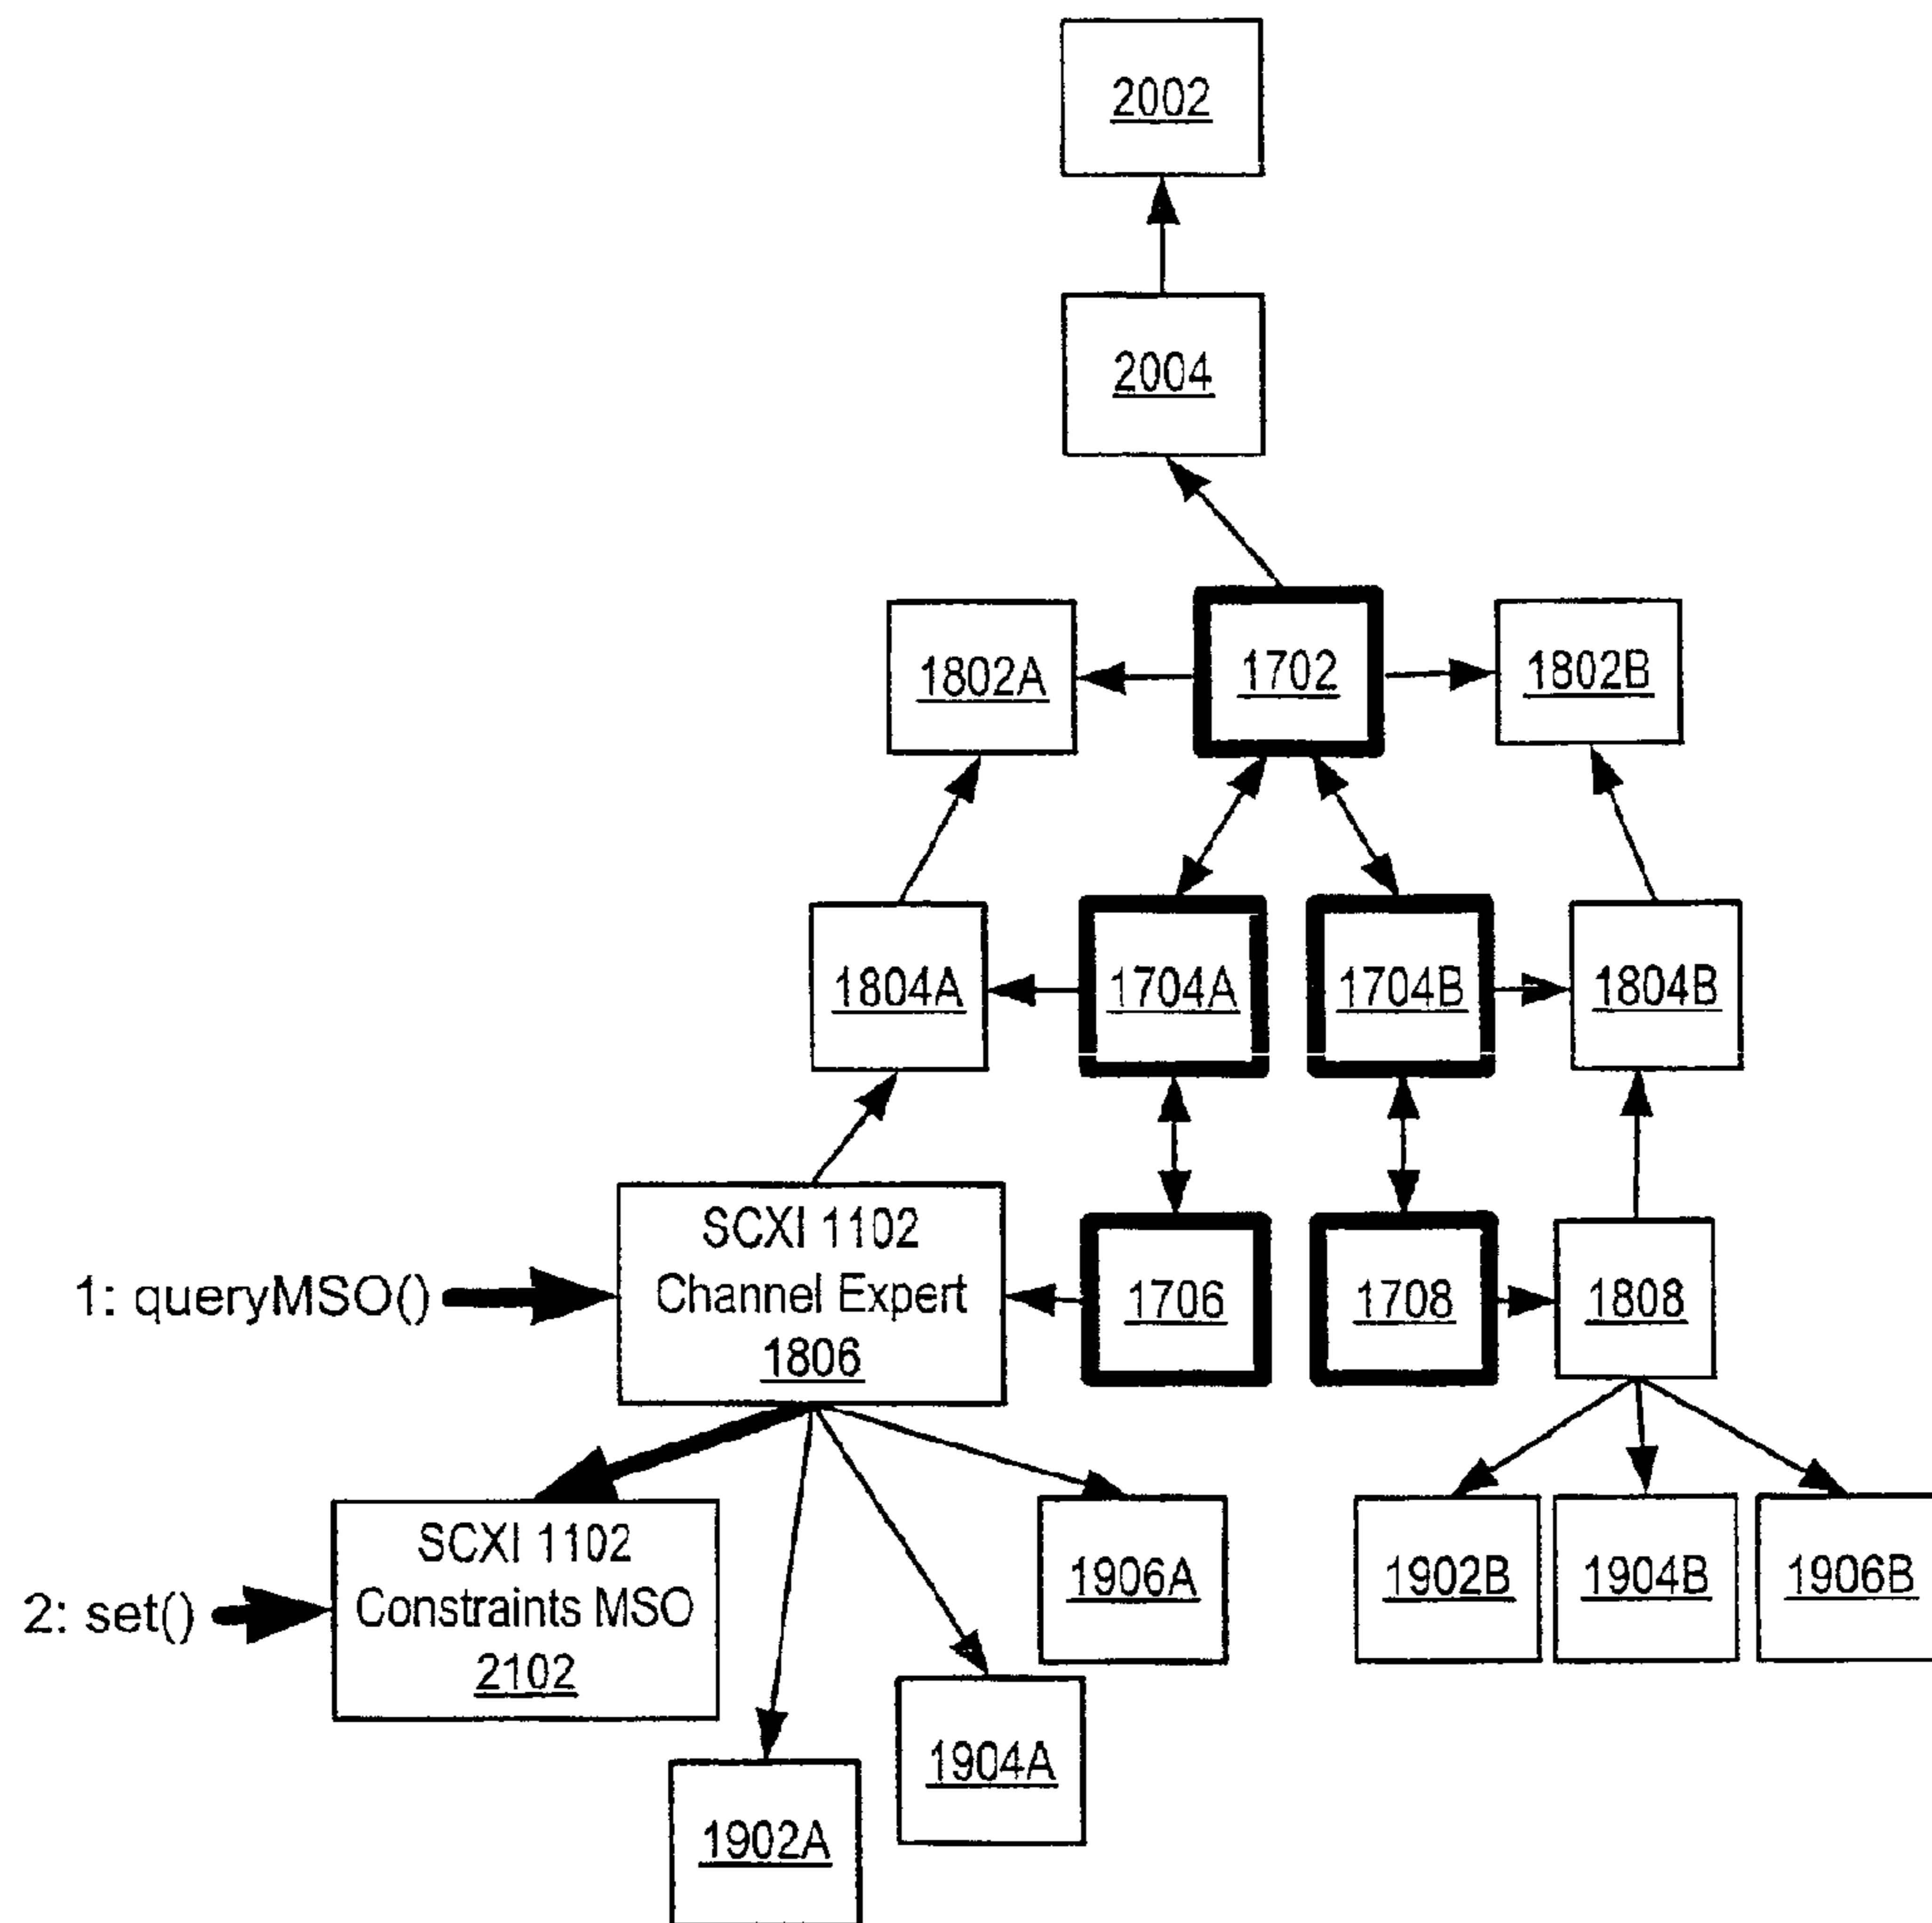 2002
2004
1802A
1702
1802B
1804A
1704A
1704B
1804B
SCXI 1102
Channel Expert
1806
1: queryMSO()
1706
1708
1808
SCXI 1102
Constraints MSO
2102
2: set()
1906A
1902B
1904B
1906B
1904A
1902A